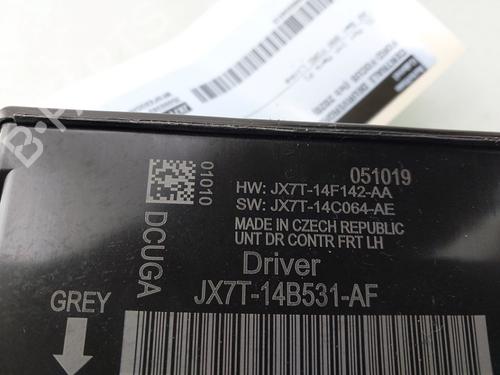 051019
01010
HW: JX7T-14F142-AA
SW: JX7T-14C064-AE
MADE IN CZECH REPUBLIC
UNT DR CONTR FRT LH
DCUGA
Driver
JX7T-14B531-AF
GREY